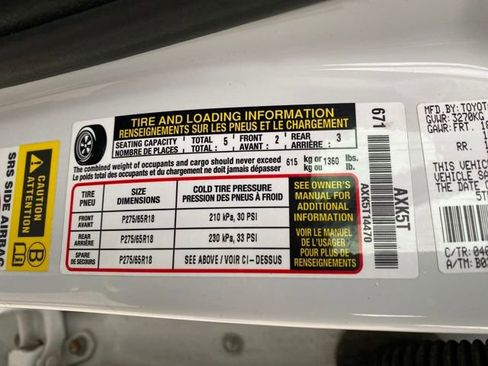 TIRE AND LOADING INFORMATION
RENSEIGNEMENTS SUR LES PNEUS ET LE CHARGEMENT
SEATING CAPACITY TOTAL 5 FRONT 2 REAR 3
NOMBRE DE PLACES TOTAL : AVANT : ARRIÈRE :
The combined weight of occupants and cargo should never exceed 615 kg or 1360 lbs.
Le poids total des occupants et du chargement ne doit jamais dépasser kg ou lb.
TIRE SIZE COLD TIRE PRESSURE
PNEU DIMENSIONS PRESSION DES PNEUS À FROID
FRONT
AVANT P275/65R18 210 kPa, 30 PSI
REAR
ARRIÈRE P275/65R18 230 kPa, 33 PSI
SPARE
DE SECOURS P275/65R18 SEE ABOVE / VOIR CI-DESSUS
SEE OWNER'S
MANUAL FOR
ADDITIONAL
INFORMATION
VOIR LE MANUEL
DE L'USAGER
POUR PLUS DE
RENSEIGNEMENTS
671
AXK5T
CAUTION
ATTENTION
SRS SIDE AIRBAG
MFD. BY: TOYOT
GVWR: 3270KG
GAWR: FRT. 18
RR.
THIS VEHIC
VEHICLE SA
THE DATE
5T
C/TR: 040
A/TM: B0